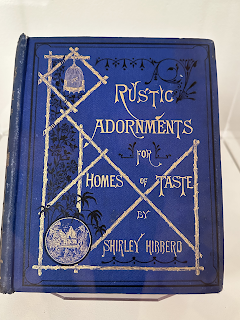 RUSTIC
ADORNMENTS
FOR
HOMES OF TASTE
BY
SHIRLEY HIBBERD